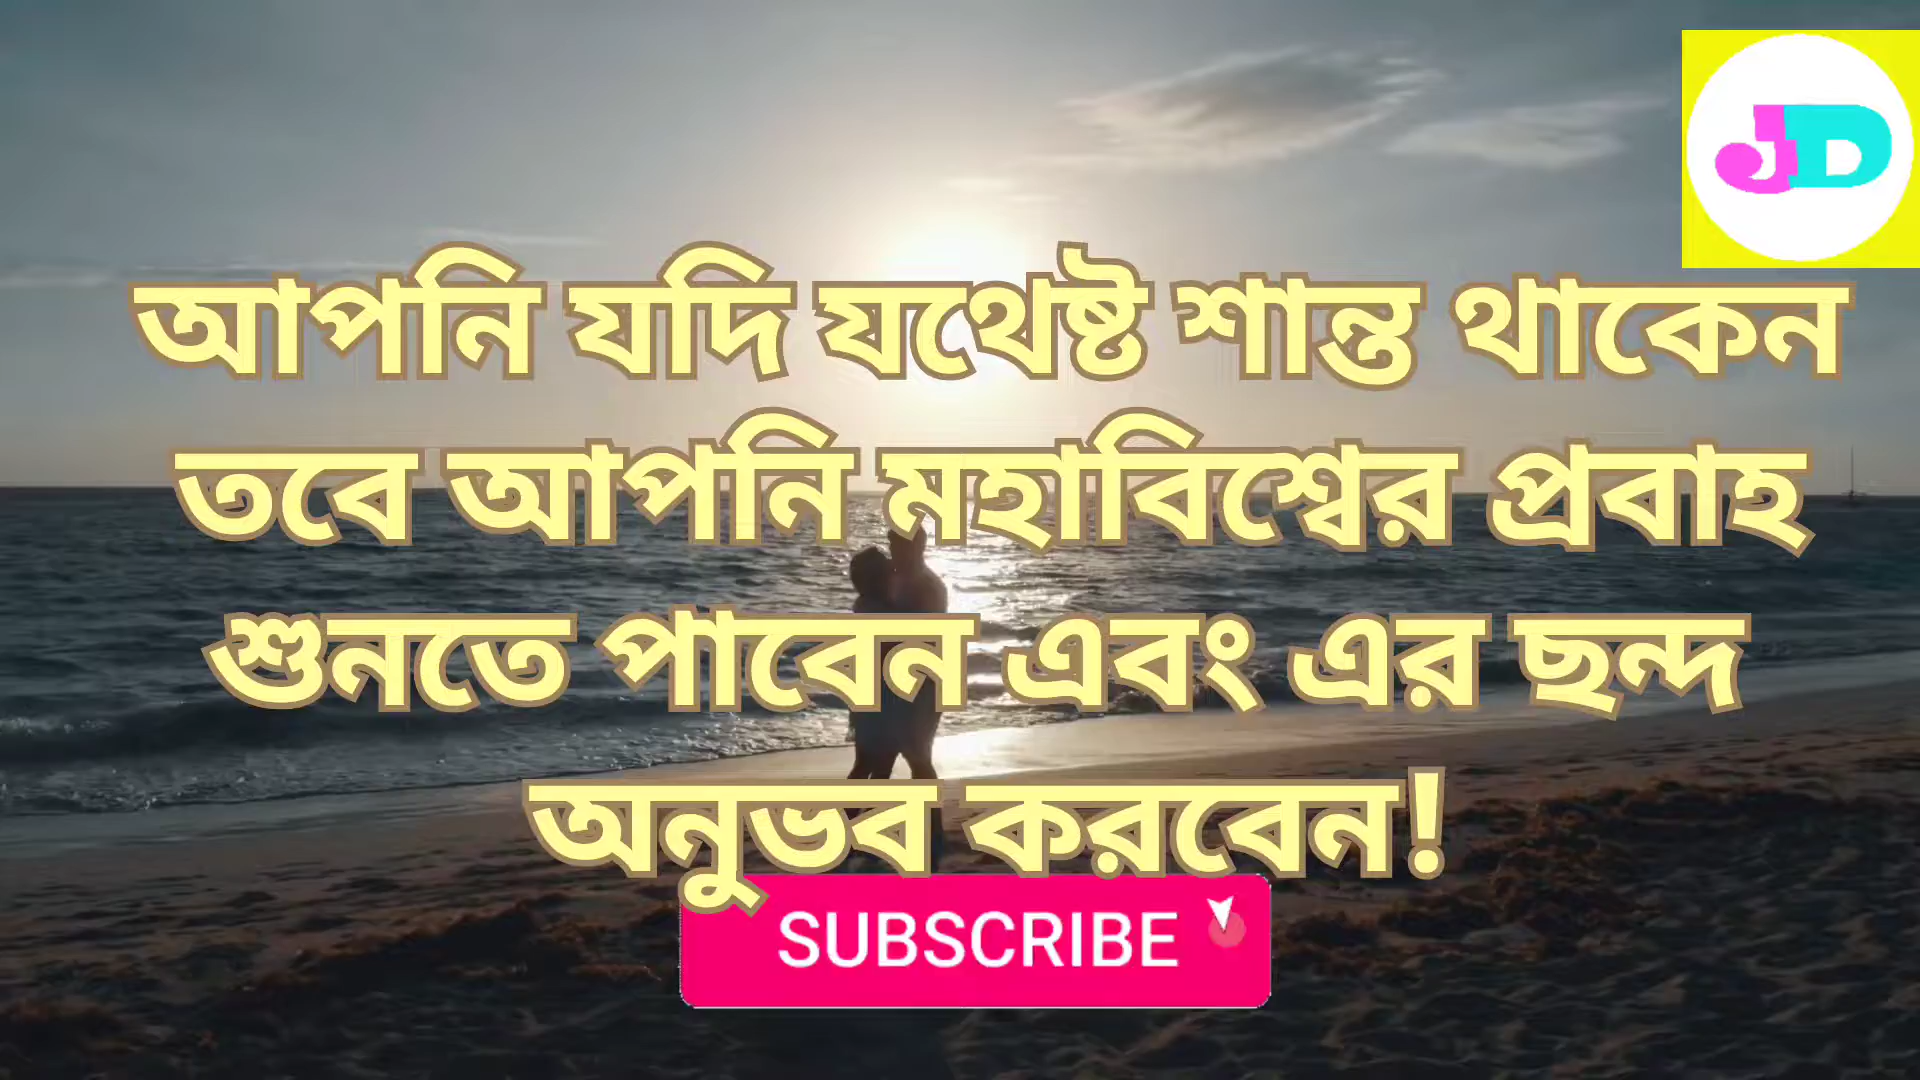 JD
আপনি যদি যথেষ্ট শান্ত থাকেন
তবে আপনি মহাবিশ্বের প্রবাহ
শুনতে পাবেন এবং এর ছন্দ
অনুভব করবেন!
SUBSCRIBE